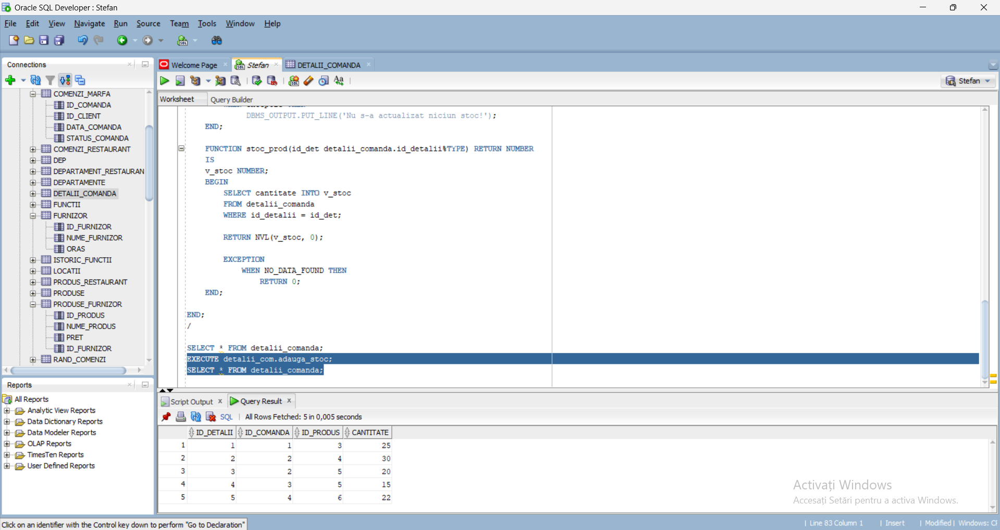 Oracle SQL Developer : Stefan
File Edit View Navigate Run Source Team Tools Window Help
Connections
COMENZI_MARFA
ID_COMANDA
ID_CLIENT
DATA_COMANDA
STATUS_COMANDA
COMENZI_RESTAURANT
DEP
DEPARTAMENT_RESTAURAN
DEPARTAMENTE
DETALII_COMANDA
FUNCTII
FURNIZOR
ID_FURNIZOR
NUME_FURNIZOR
ORAS
ISTORIC_FUNCTII
LOCATII
PRODUS_RESTAURANT
PRODUSE
PRODUSE_FURNIZOR
ID_PRODUS
NUME_PRODUS
PRET
ID_FURNIZOR
RAND_COMENZI
Reports
All Reports
Analytic View Reports
Data Dictionary Reports
Data Modeler Reports
OLAP Reports
TimesTen Reports
User Defined Reports
Welcome Page Stefan DETALII_COMANDA
Stefan
Worksheet Query Builder
DBMS_OUTPUT.PUT_LINE('Nu s-a actualizat niciun stoc!');
END;
FUNCTION stoc_prod(id_det detalii_comanda.id_detalii%TYPE) RETURN NUMBER
IS
v_stoc NUMBER;
BEGIN
SELECT cantitate INTO v_stoc
FROM detalii_comanda
WHERE id_detalii = id_det;
RETURN NVL(v_stoc, 0);
EXCEPTION
WHEN NO_DATA_FOUND THEN
RETURN 0;
END;
END;
/
SELECT * FROM detalii_comanda;
EXECUTE detalii_com.adauga_stoc;
SELECT * FROM detalii_comanda;
Script Output Query Result
SQL All Rows Fetched: 5 in 0,005 seconds
ID_DETALII ID_COMANDA ID_PRODUS CANTITATE
1 1 1 3 25
2 2 2 4 30
3 3 2 5 20
4 4 3 5 15
5 5 4 6 22
Activați Windows
Accesați Setări pentru a activa Windows.
Click on an identifier with the Control key down to perform "Go to Declaration"
Line 83 Column 1 Insert Modified Windows: